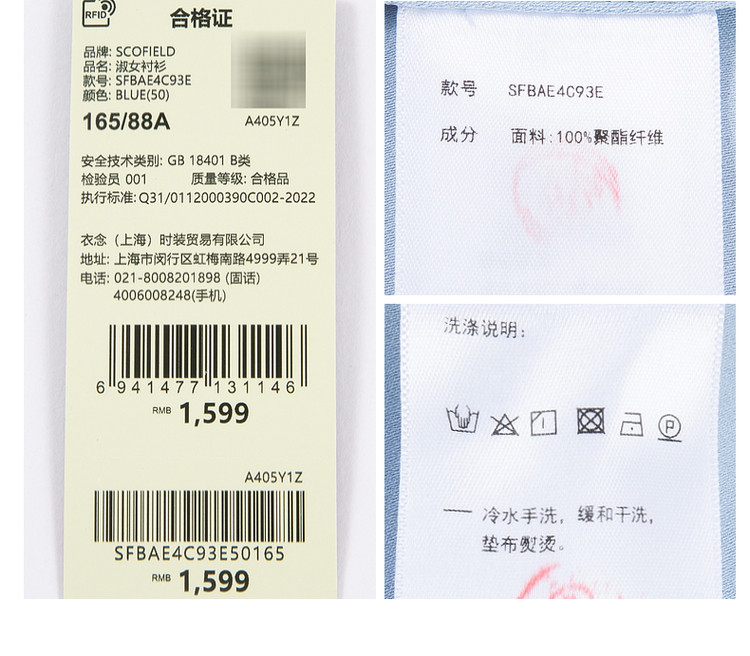 RFID
合格证
品牌: SCOFIELD
品名: 淑女衬衫
款号: SFBAE4C93E
颜色: BLUE(50)
165/88A
A405Y1Z
安全技术类别: GB 18401 B类
检验员 001 质量等级: 合格品
执行标准: Q31/0112000390C002-2022
衣念（上海）时装贸易有限公司
地址: 上海市闵行区虹梅南路4999弄21号
电话: 021-8008201898 (固话)
4006008248(手机)
6 941477 131146
RMB 1,599
A405Y1Z
SFBAE4C93E50165
RMB 1,599
款号 SFBAE4C93E
成分 面料:100%聚酯纤维
洗涤说明:
P
—— 冷水手洗, 缓和干洗,
垫布熨烫。